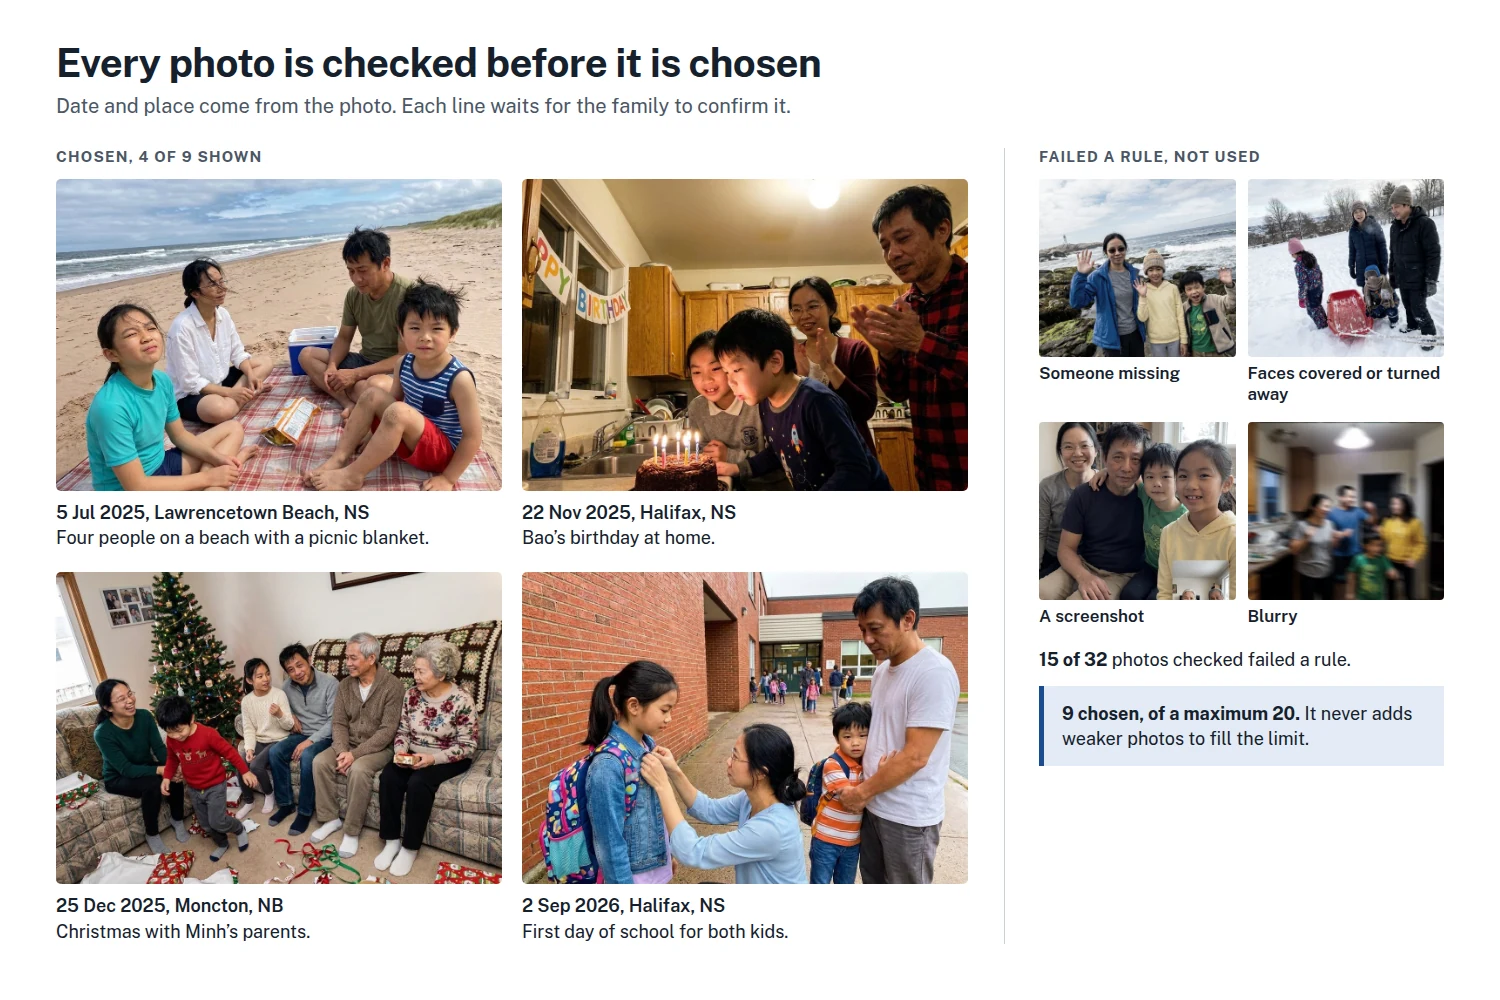 Every photo is checked before it is chosen
Date and place come from the photo. Each line waits for the family to confirm it.
CHOSEN, 4 OF 9 SHOWN
PPY
BIRTHDAY
5 Jul 2025, Lawrencetown Beach, NS
Four people on a beach with a picnic blanket.
22 Nov 2025, Halifax, NS
Bao’s birthday at home.
25 Dec 2025, Moncton, NB
Christmas with Minh’s parents.
2 Sep 2026, Halifax, NS
First day of school for both kids.
FAILED A RULE, NOT USED
Someone missing
Faces covered or turned
away
A screenshot
Blurry
15 of 32 photos checked failed a rule.
9 chosen, of a maximum 20. It never adds
weaker photos to fill the limit.